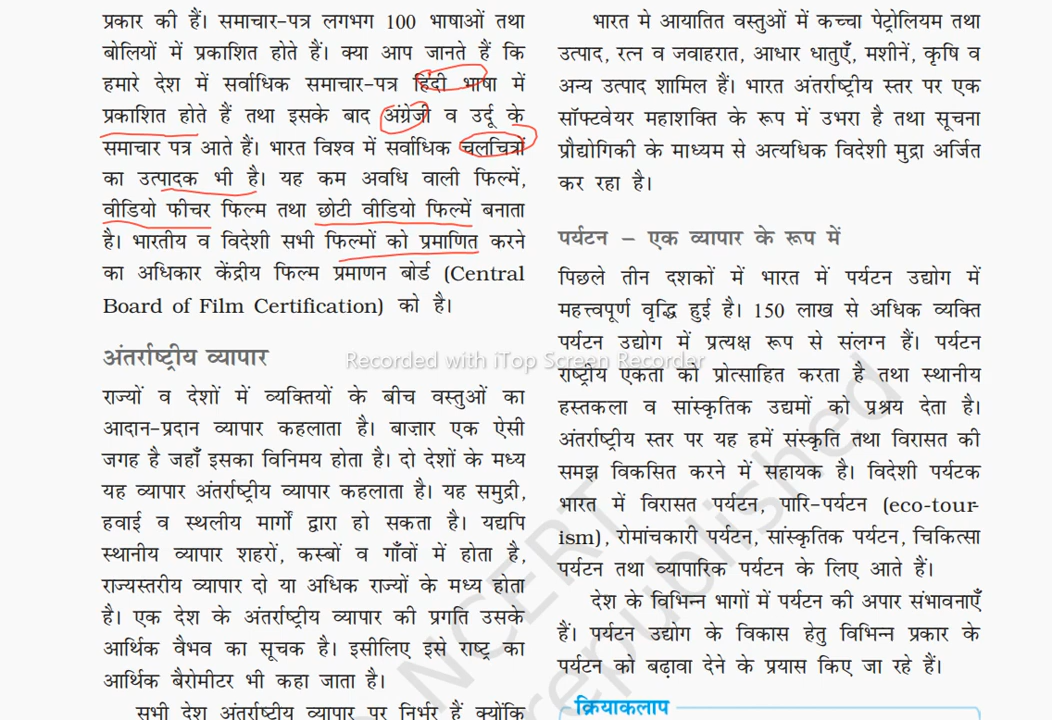 प्रकार की हैं। समाचार-पत्र लगभग 100 भाषाओं तथा
बोलियों में प्रकाशित होते हैं। क्या आप जानते हैं कि
हमारे देश में सर्वाधिक समाचार-पत्र हिंदी भाषा में
प्रकाशित होते हैं तथा इसके बाद अंग्रेजी व उर्दू के
समाचार पत्र आते हैं। भारत विश्व में सर्वाधिक चलचित्रों
का उत्पादक भी है। यह कम अवधि वाली फिल्में,
वीडियो फीचर फिल्म तथा छोटी वीडियो फिल्में बनाता
है। भारतीय व विदेशी सभी फिल्मों को प्रमाणित करने
का अधिकार केंद्रीय फिल्म प्रमाणन बोर्ड (Central
Board of Film Certification) को है।
अंतर्राष्ट्रीय व्यापार
राज्यों व देशों में व्यक्तियों के बीच वस्तुओं का
आदान-प्रदान व्यापार कहलाता है। बाज़ार एक ऐसी
जगह है जहाँ इसका विनिमय होता है। दो देशों के मध्य
यह व्यापार अंतर्राष्ट्रीय व्यापार कहलाता है। यह समुद्री,
हवाई व स्थलीय मार्गों द्वारा हो सकता है। यद्यपि
स्थानीय व्यापार शहरों, कस्बों व गाँवों में होता है,
राज्यस्तरीय व्यापार दो या अधिक राज्यों के मध्य होता
है। एक देश के अंतर्राष्ट्रीय व्यापार की प्रगति उसके
आर्थिक वैभव का सूचक है। इसीलिए इसे राष्ट्र का
आर्थिक बैरोमीटर भी कहा जाता है।
सभी देश अंतर्राष्ट्रीय व्यापार पर निर्भर हैं क्योंकि
भारत मे आयातित वस्तुओं में कच्चा पेट्रोलियम तथा
उत्पाद, रत्न व जवाहरात, आधार धातुएँ, मशीनें, कृषि व
अन्य उत्पाद शामिल हैं। भारत अंतर्राष्ट्रीय स्तर पर एक
सॉफ्टवेयर महाशक्ति के रूप में उभरा है तथा सूचना
प्रौद्योगिकी के माध्यम से अत्यधिक विदेशी मुद्रा अर्जित
कर रहा है।
पर्यटन – एक व्यापार के रूप में
पिछले तीन दशकों में भारत में पर्यटन उद्योग में
महत्त्वपूर्ण वृद्धि हुई है। 150 लाख से अधिक व्यक्ति
पर्यटन उद्योग में प्रत्यक्ष रूप से संलग्न हैं। पर्यटन
राष्ट्रीय एकता को प्रोत्साहित करता है तथा स्थानीय
हस्तकला व सांस्कृतिक उद्यमों को प्रश्रय देता है।
अंतर्राष्ट्रीय स्तर पर यह हमें संस्कृति तथा विरासत की
समझ विकसित करने में सहायक है। विदेशी पर्यटक
भारत में विरासत पर्यटन, पारि-पर्यटन (eco-tour-
ism), रोमांचकारी पर्यटन, सांस्कृतिक पर्यटन, चिकित्सा
पर्यटन तथा व्यापारिक पर्यटन के लिए आते हैं।
देश के विभिन्न भागों में पर्यटन की अपार संभावनाएँ
हैं। पर्यटन उद्योग के विकास हेतु विभिन्न प्रकार के
पर्यटन को बढ़ावा देने के प्रयास किए जा रहे हैं।
क्रियाकलाप
Recorded with iTop Screen Recorder
NCERT
republished